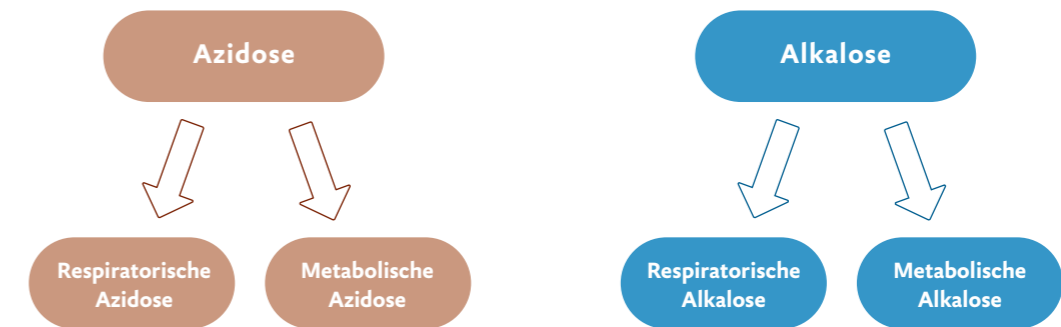 Azidose
Alkalose
Respiratorische
Azidose
Metabolische
Azidose
Respiratorische
Alkalose
Metabolische
Alkalose